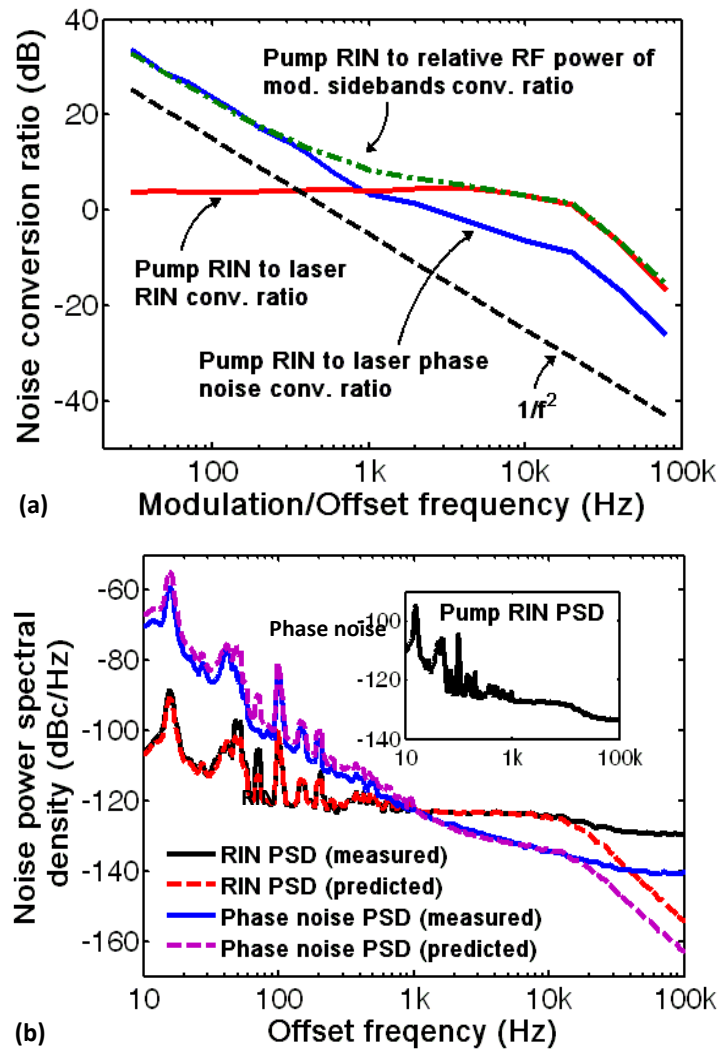 40
20
0
-20
-40
Noise conversion ratio (dB)
Pump RIN to relative RF power of
mod. sidebands conv. ratio
Pump RIN to laser
RIN conv. ratio
Pump RIN to laser phase
noise conv. ratio
1/f2
100
1k
10k
100k
Modulation/Offset frequency (Hz)
(a)
-60
-80
-100
-120
-140
-160
Noise power spectral
density (dBc/Hz)
Phase noise
Pump RIN PSD
-100
-120
-140
10
1k
100k
RIN
RIN PSD (measured)
RIN PSD (predicted)
Phase noise PSD (measured)
Phase noise PSD (predicted)
10
100
1k
10k
100k
Offset freqency (Hz)
(b)